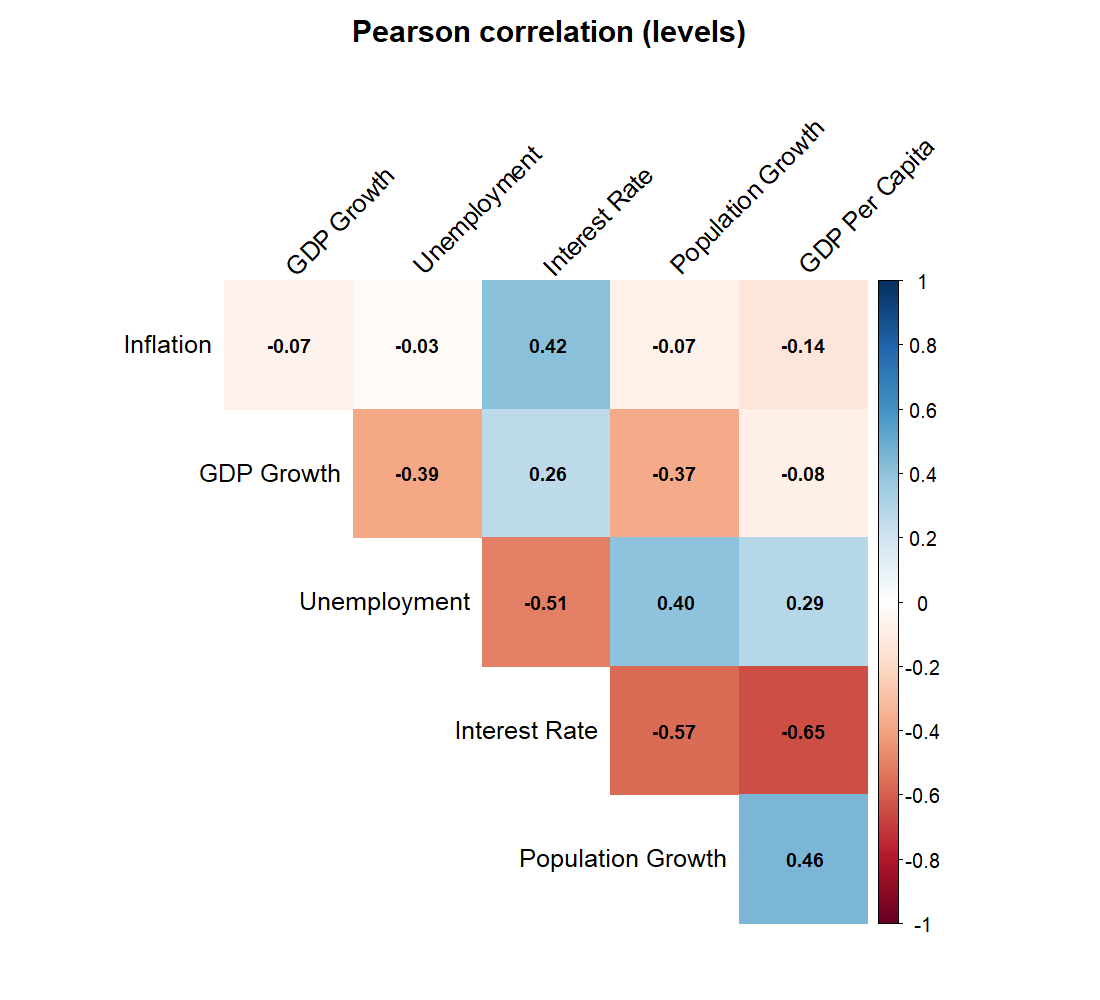 Pearson correlation (levels)
GDP Growth
Unemployment
Interest Rate
Population Growth
GDP Per Capita
Inflation -0.07 -0.03 0.42 -0.07 -0.14
GDP Growth -0.39 0.26 -0.37 -0.08
Unemployment -0.51 0.40 0.29
Interest Rate -0.57 -0.65
Population Growth 0.46
1
0.8
0.6
0.4
0.2
0
-0.2
-0.4
-0.6
-0.8
-1